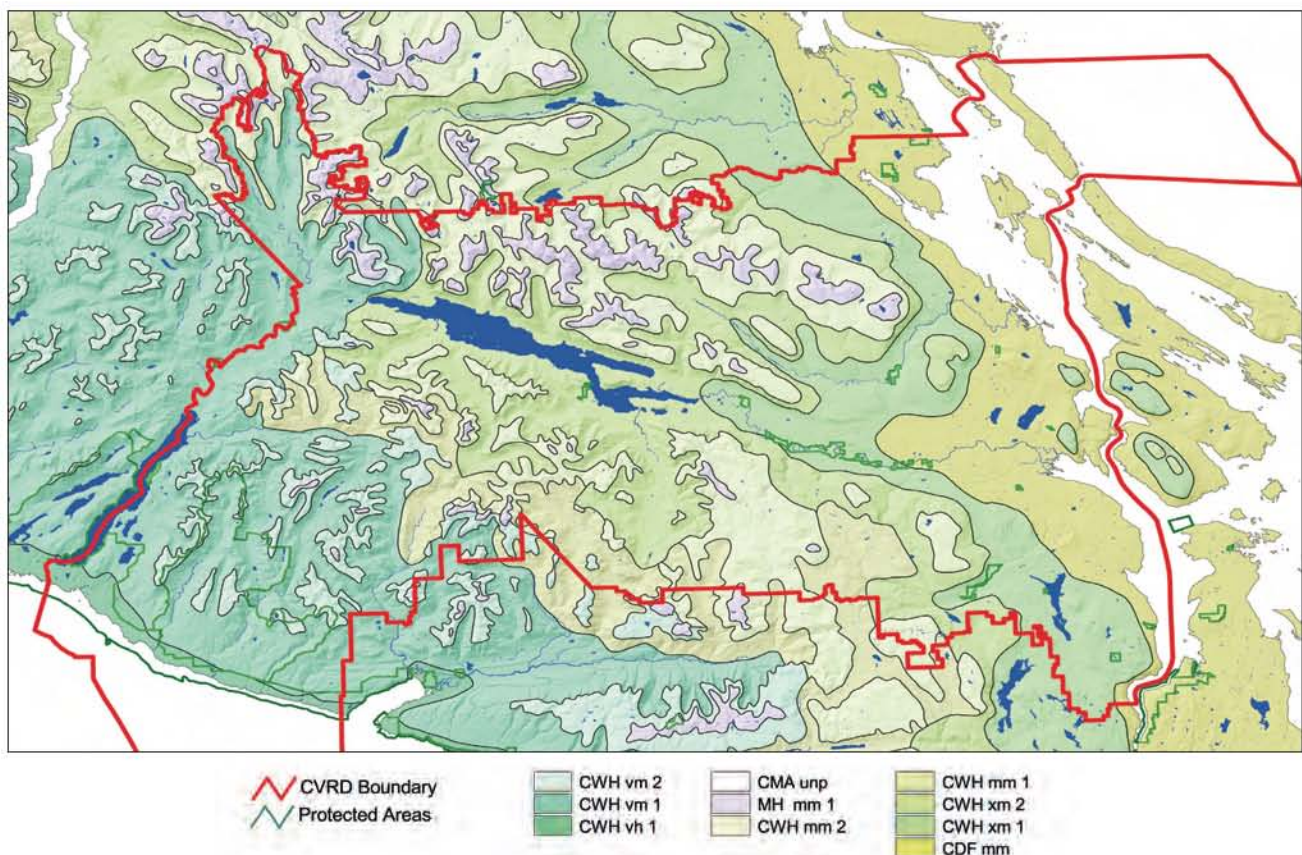 CVRD Boundary
Protected Areas
CWH vm 2
CWH vm 1
CWH vh 1
CMA unp
MH mm 1
CWH mm 2
CWH mm 1
CWH xm 2
CWH xm 1
CDF mm